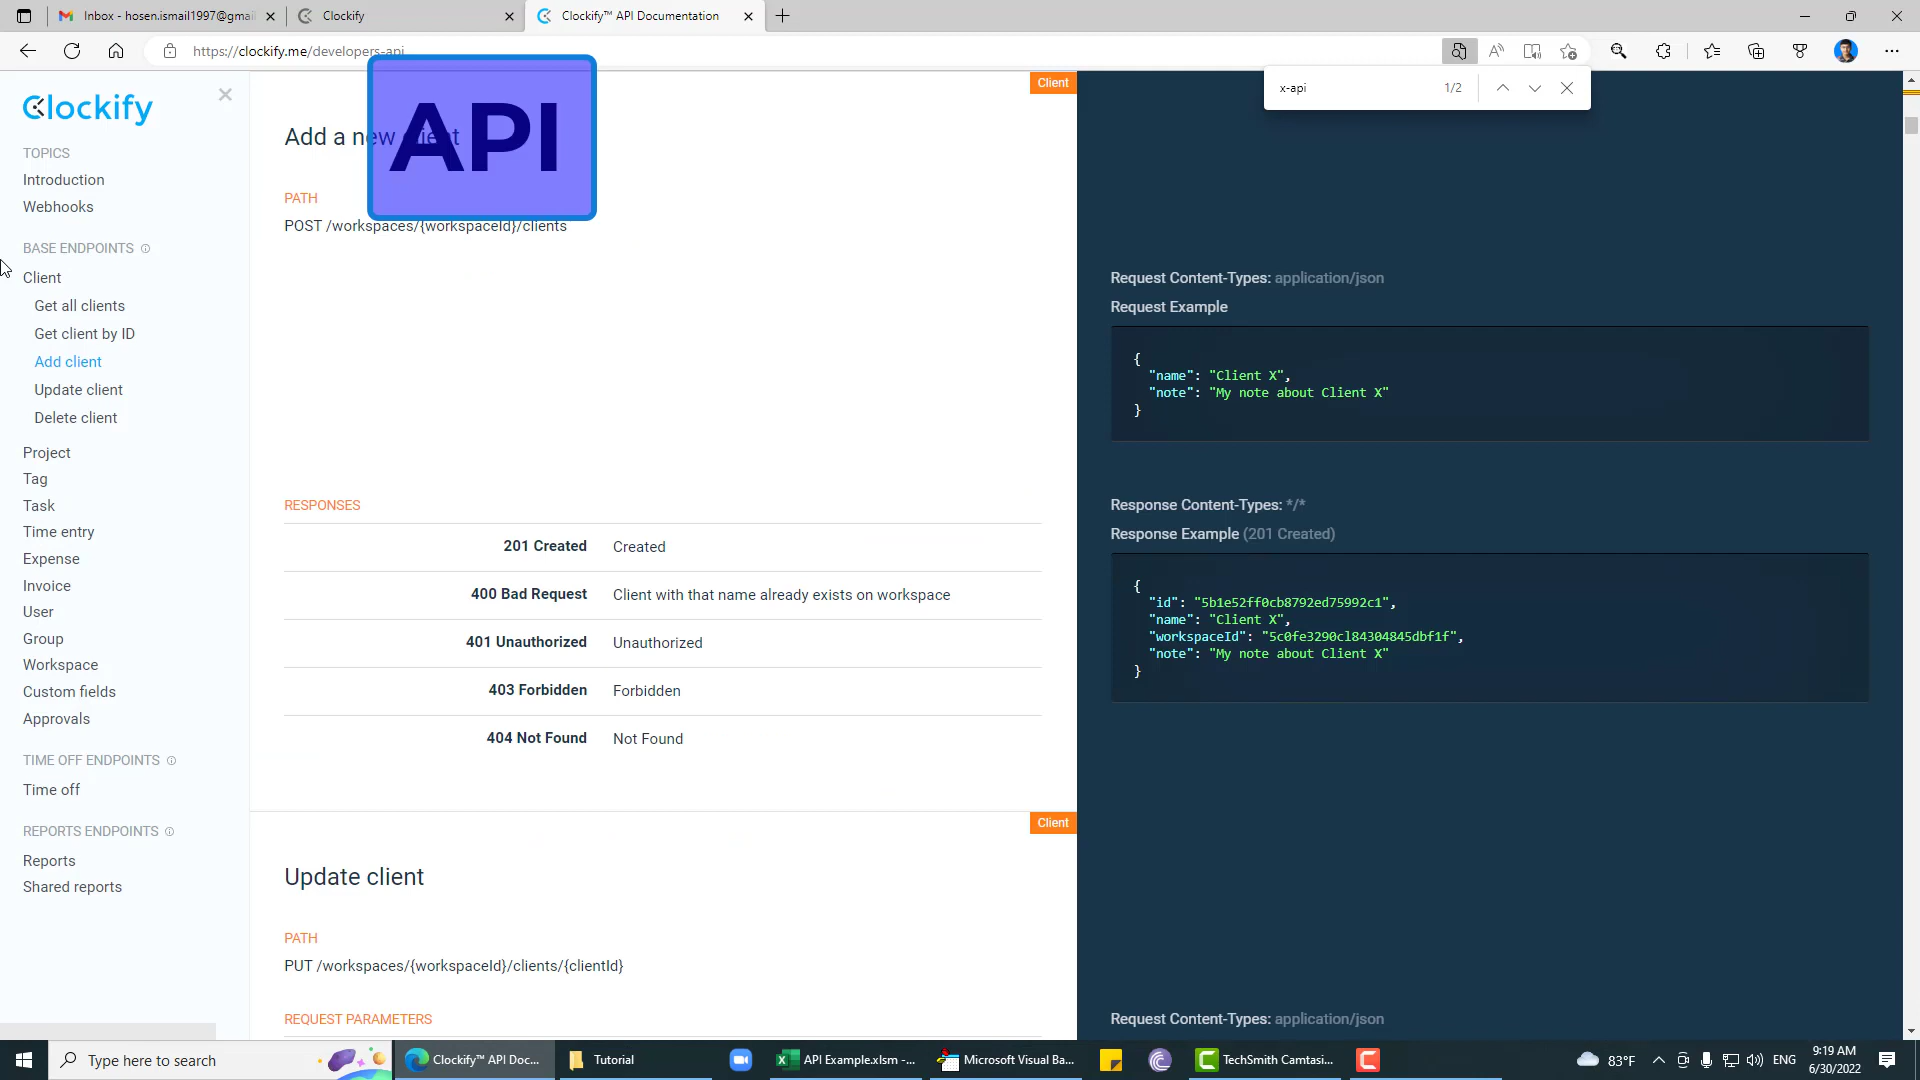 Inbox - hosen.ismail1997@gmai
Clockify
Clockify™ API Documentation
https://clockify.me/developers-api
x-api
1/2
Clockify
TOPICS
Introduction
Webhooks
BASE ENDPOINTS
Client
Get all clients
Get client by ID
Add client
Update client
Delete client
Project
Tag
Task
Time entry
Expense
Invoice
User
Group
Workspace
Custom fields
Approvals
TIME OFF ENDPOINTS
Time off
REPORTS ENDPOINTS
Reports
Shared reports
API
Client
Add a new client
PATH
POST /workspaces/{workspaceId}/clients
RESPONSES
201 Created Created
400 Bad Request Client with that name already exists on workspace
401 Unauthorized Unauthorized
403 Forbidden Forbidden
404 Not Found Not Found
Client
Update client
PATH
PUT /workspaces/{workspaceId}/clients/{clientId}
REQUEST PARAMETERS
Request Content-Types: application/json
Request Example
{
"name": "Client X",
"note": "My note about Client X"
}
Response Content-Types: */*
Response Example (201 Created)
{
"id": "5b1e52ff0cb8792ed75992c1",
"name": "Client X",
"workspaceId": "5c0fe3290cl84304845dbf1f",
"note": "My note about Client X"
}
Request Content-Types: application/json
Type here to search
Clockify™ API Doc...
Tutorial
API Example.xlsm -...
Microsoft Visual Ba...
TechSmith Camtasi...
83°F
ENG
9:19 AM
6/30/2022